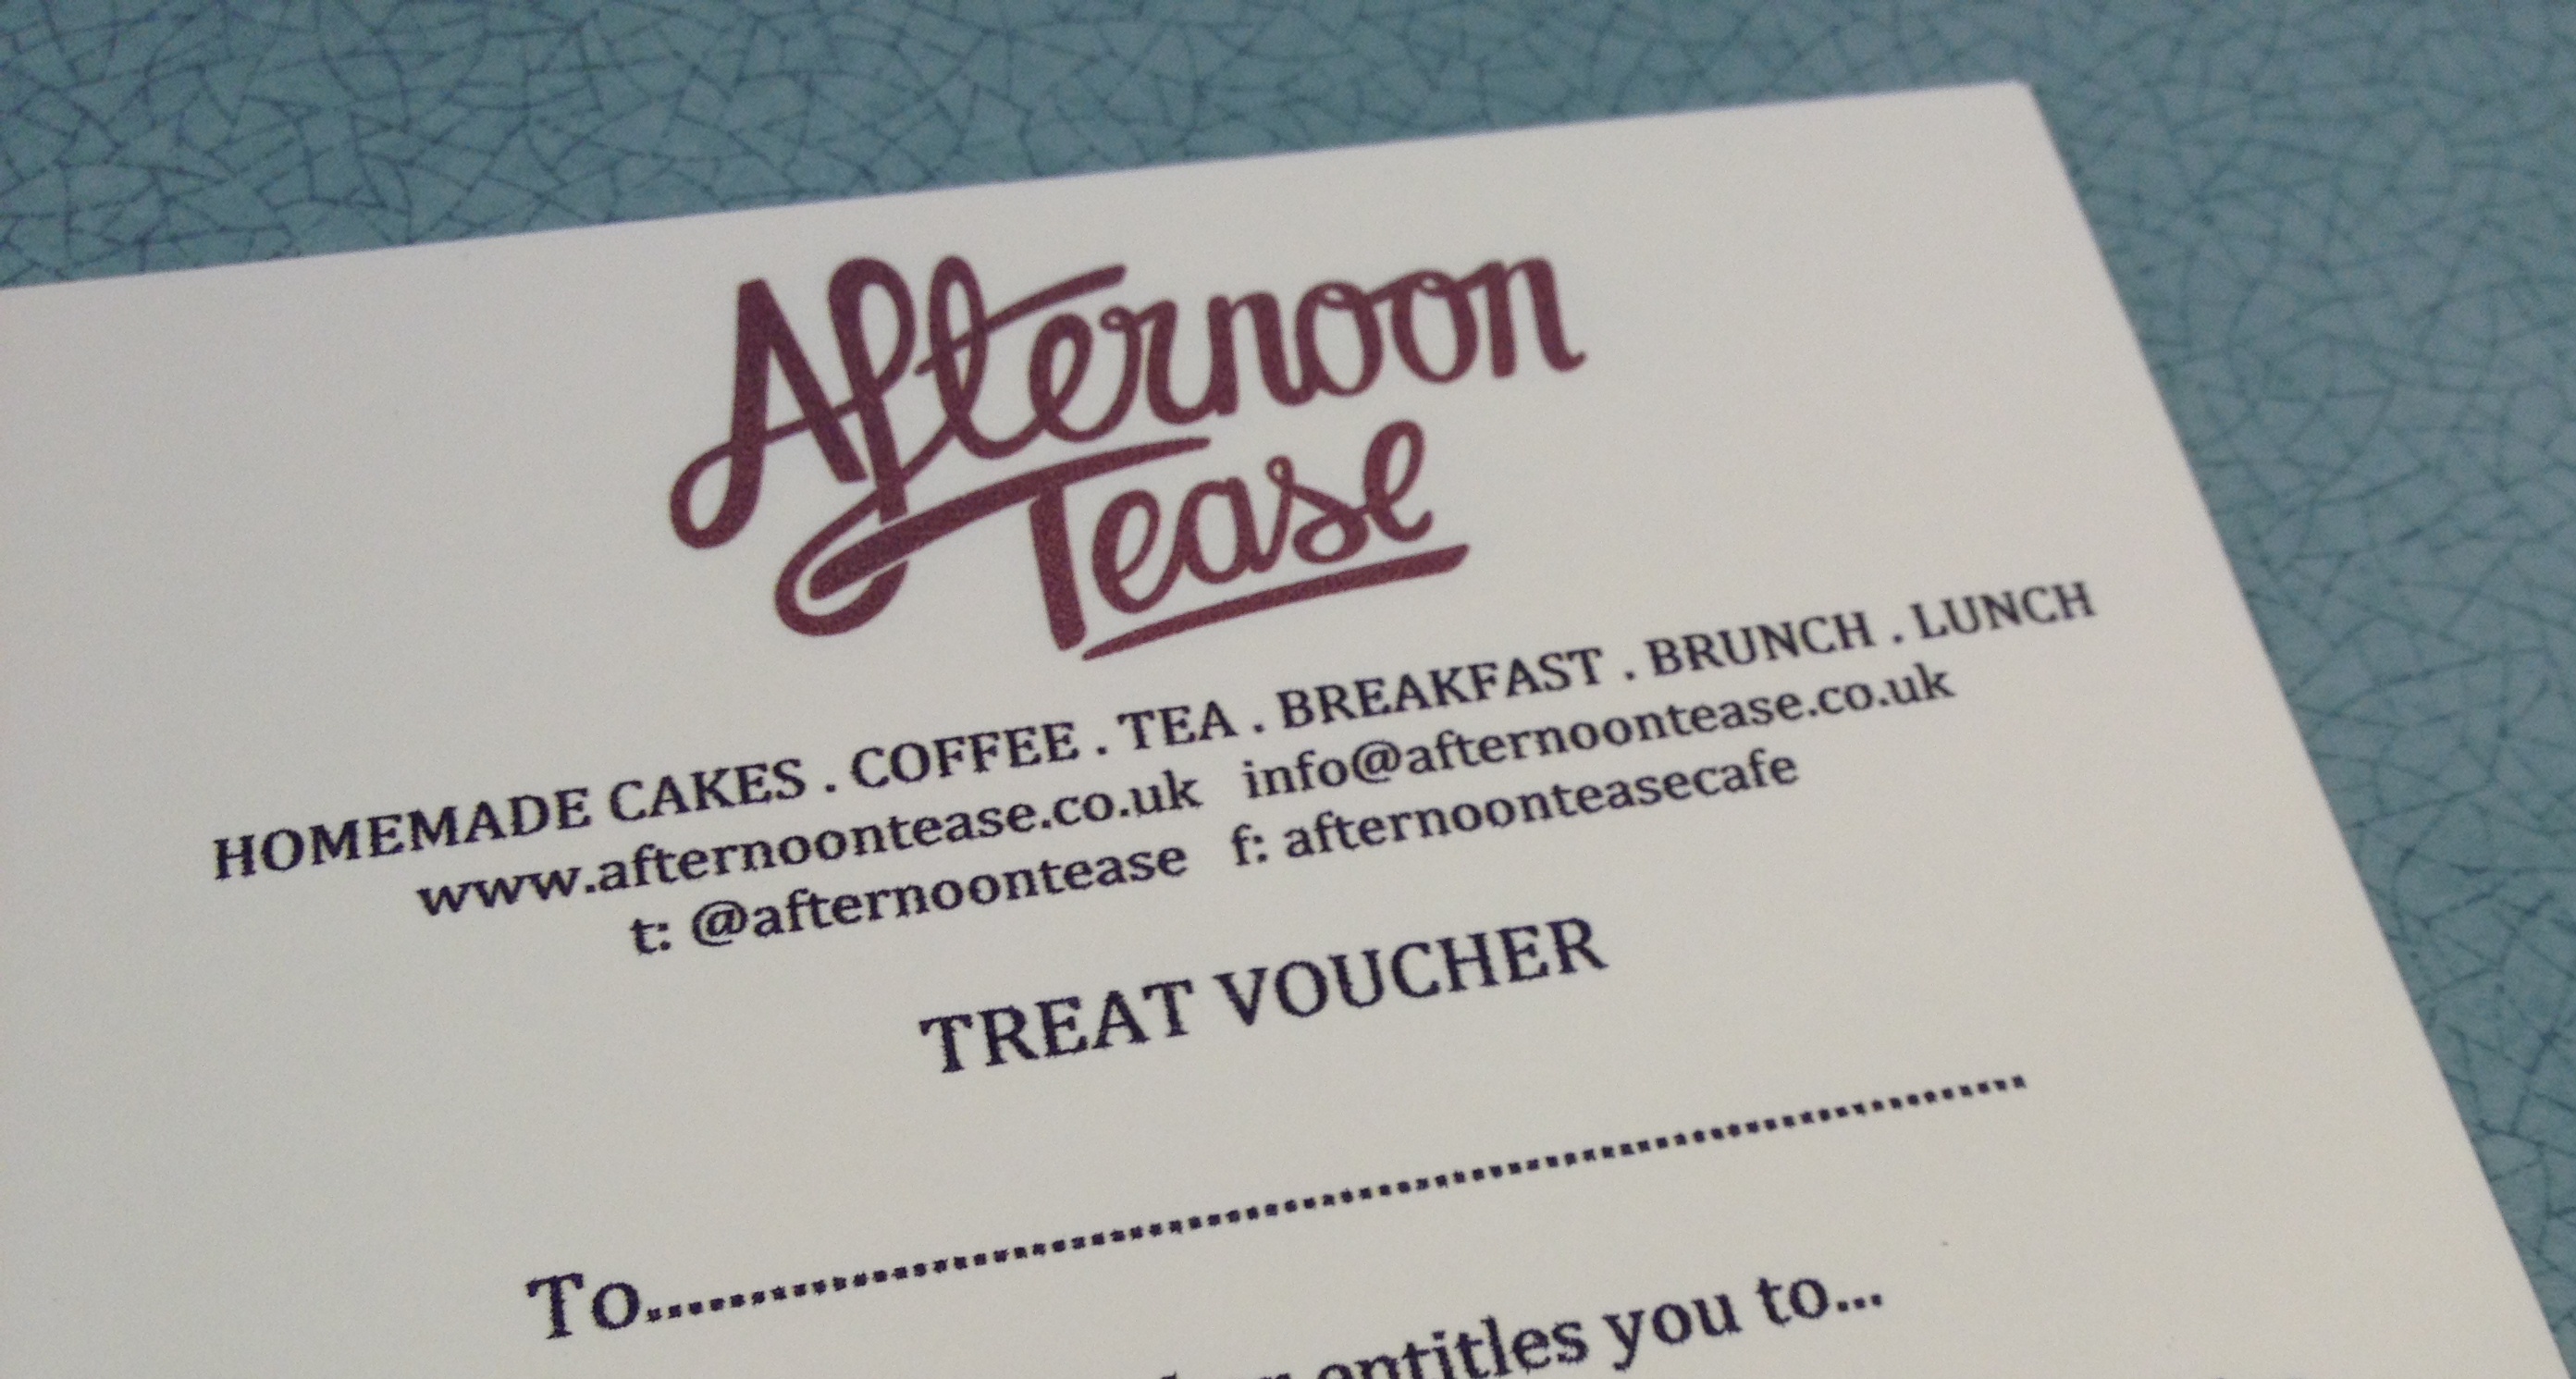 Afternoon
Tease
HOMEMADE CAKES . COFFEE . TEA . BREAKFAST . BRUNCH . LUNCH
www.afternoontease.co.uk info@afternoontease.co.uk
t: @afternoontease f: afternoonteasecafe
TREAT VOUCHER
To..........................................................................
entitles you to...